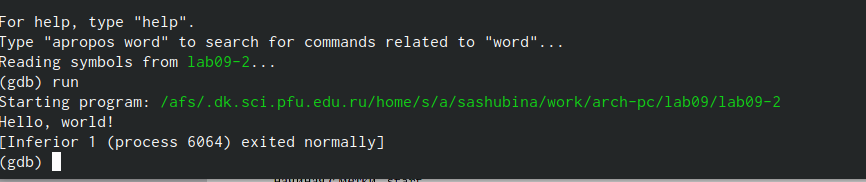 For help, type "help".
Type "apropos word" to search for commands related to "word"...
Reading symbols from lab09-2...
(gdb) run
Starting program: /afs/.dk.sci.pfu.edu.ru/home/s/a/sashubina/work/arch-pc/lab09/lab09-2
Hello, world!
[Inferior 1 (process 6064) exited normally]
(gdb)